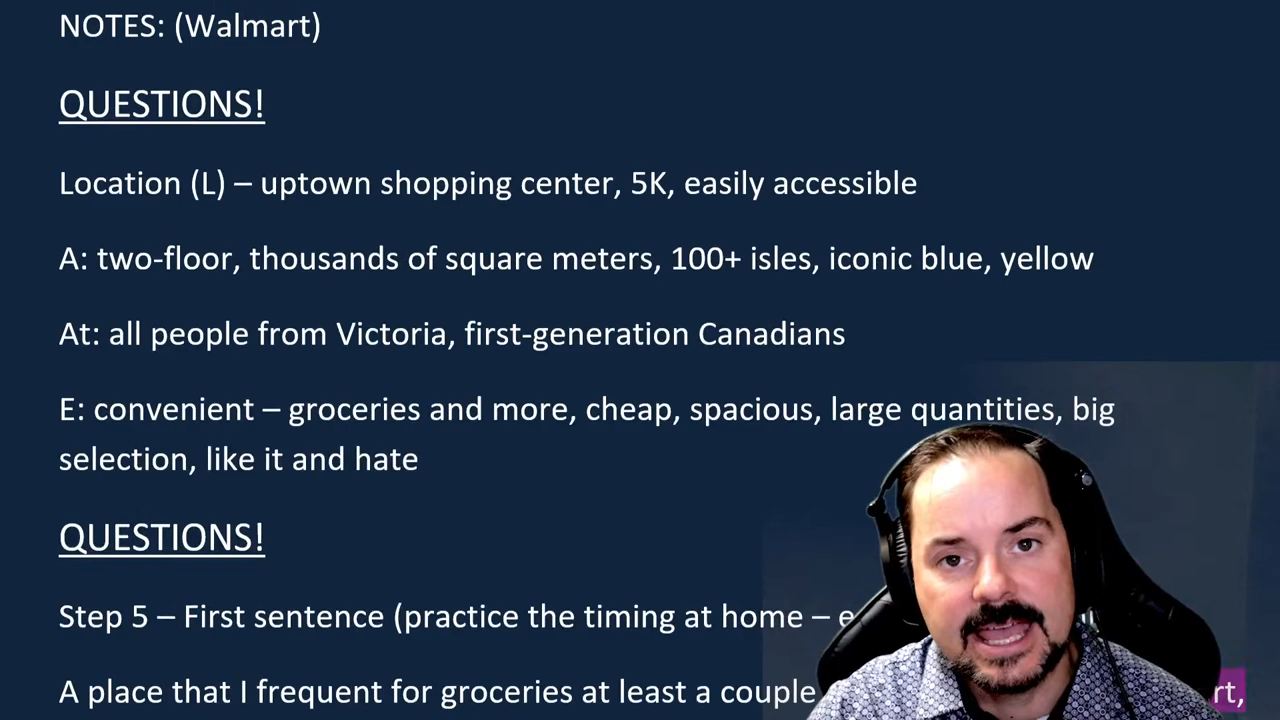 NOTES: (Walmart)
QUESTIONS!
Location (L) – uptown shopping center, 5K, easily accessible
A: two-floor, thousands of square meters, 100+ isles, iconic blue, yellow
At: all people from Victoria, first-generation Canadians
E: convenient – groceries and more, cheap, spacious, large quantities, big
selection, like it and hate
QUESTIONS!
Step 5 – First sentence (practice the timing at home –
A place that I frequent for groceries at least a couple